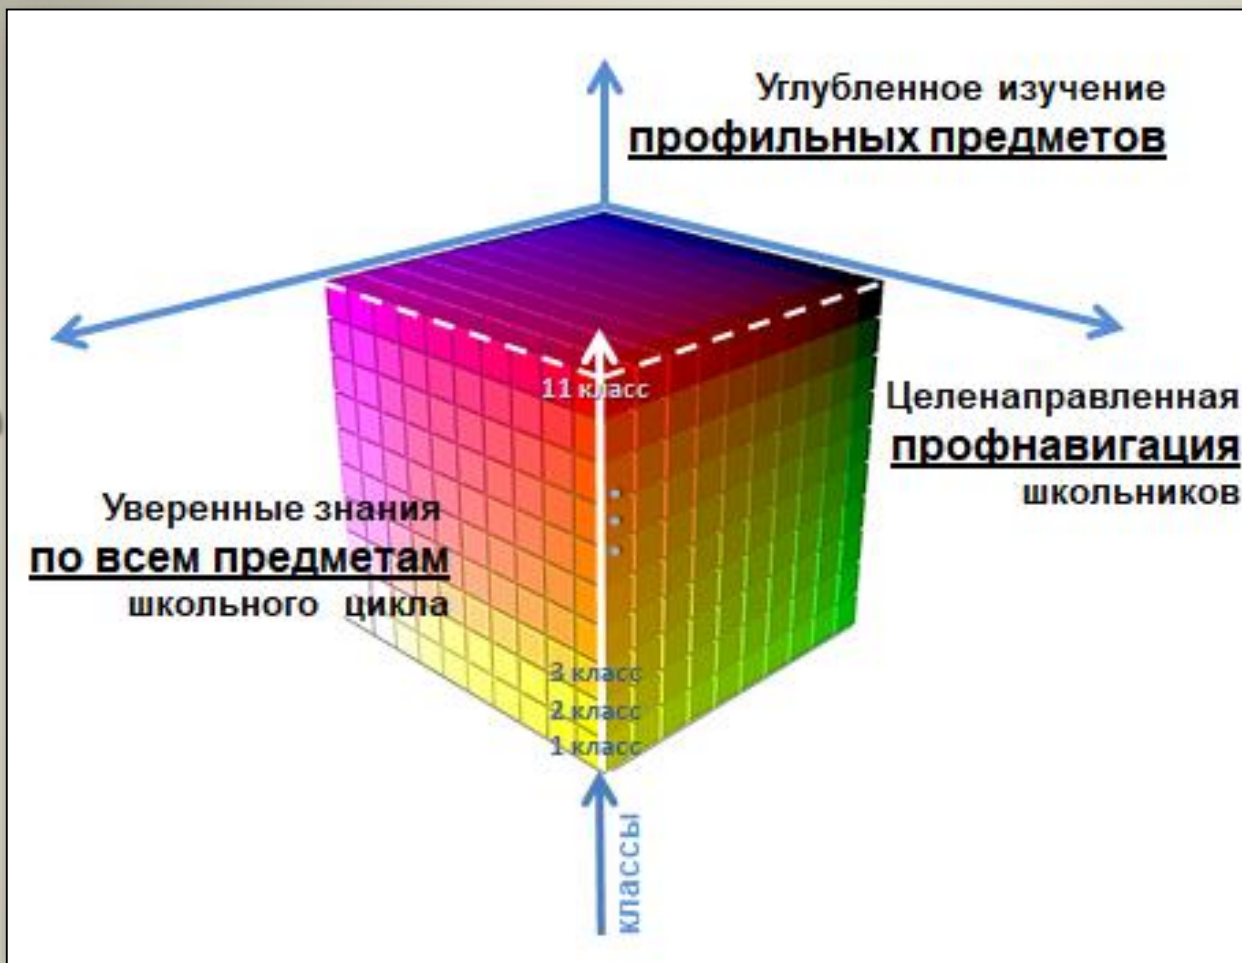 Углубленное изучение
профильных предметов
11 класс
Целенаправленная
профнавигация
школьников
Уверенные знания
по всем предметам
школьного цикла
3 класс
2 класс
1 класс
классы